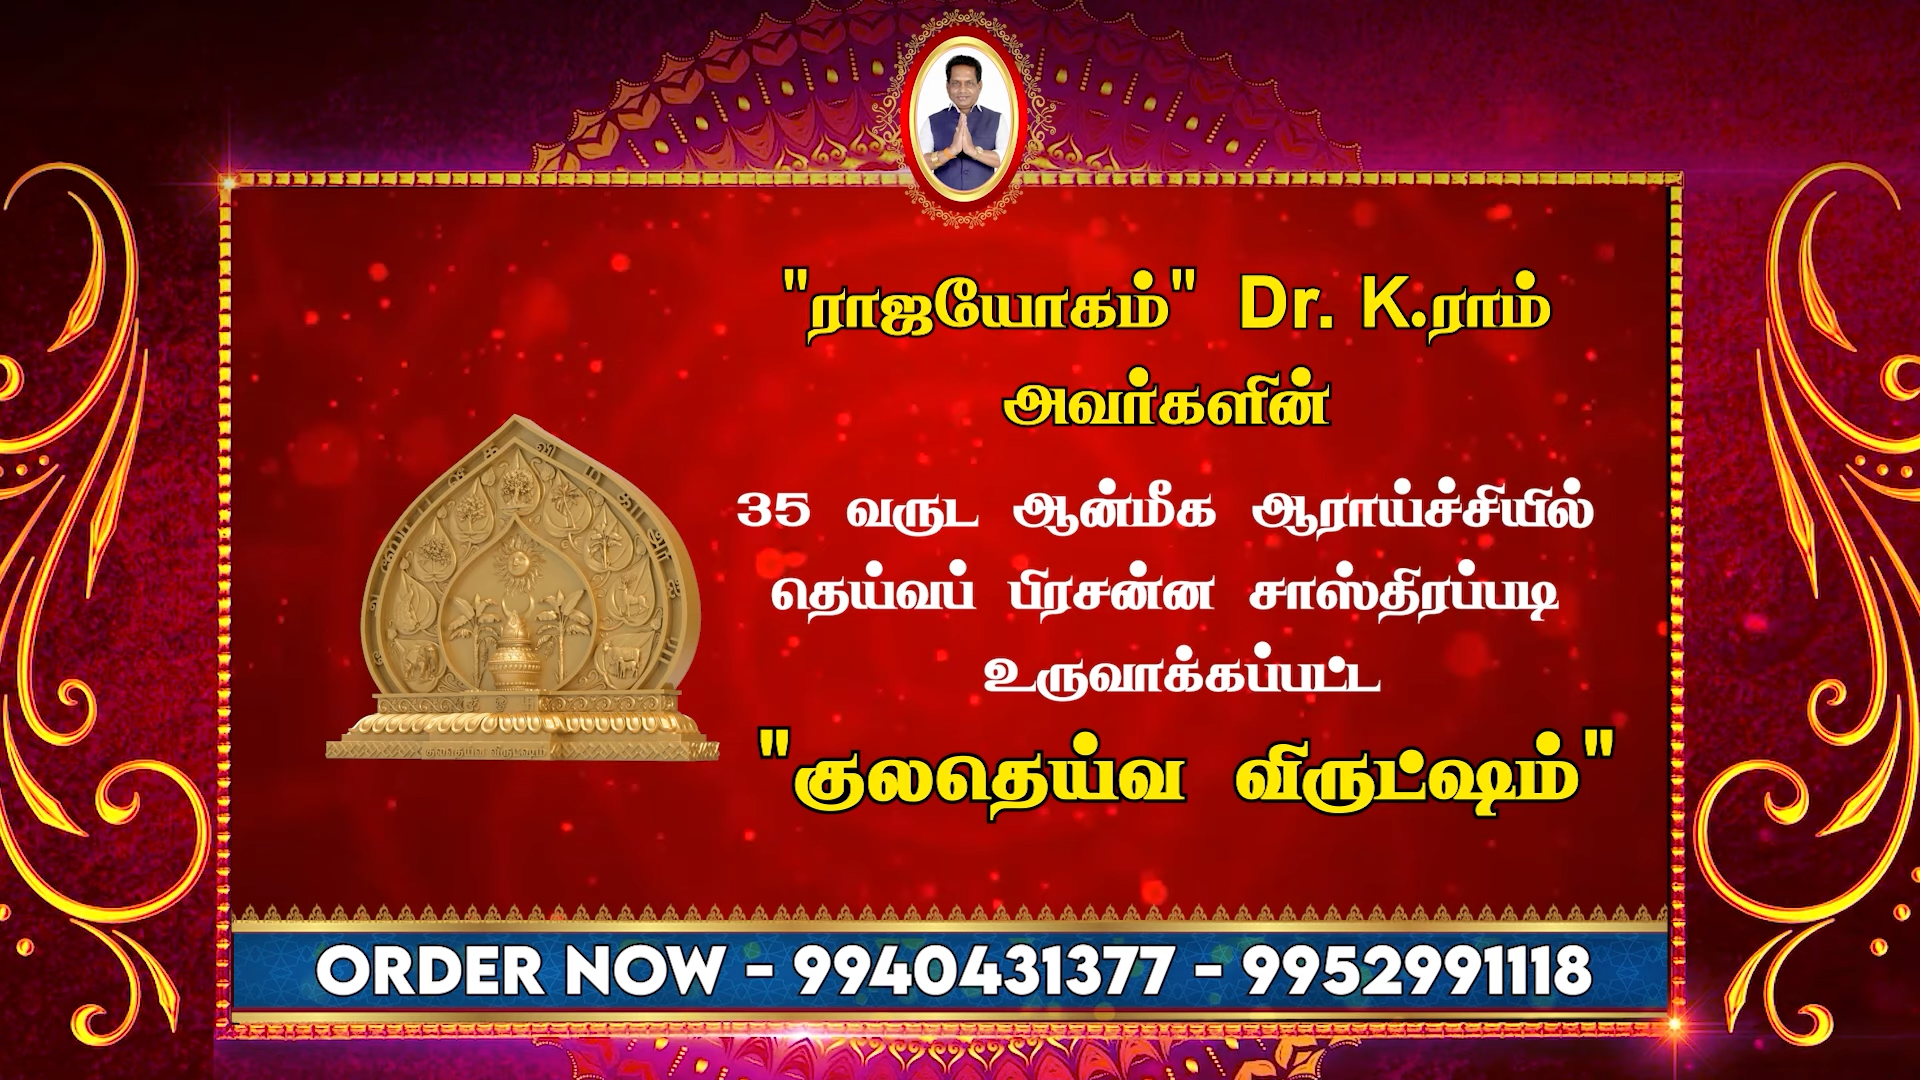 "ராஜயோகம்" Dr. K.ராம்
அவர்களின்
35 வருட ஆன்மீக ஆராய்ச்சியில்
தெய்வப் பிரசன்ன சாஸ்திரப்படி
உருவாக்கப்பட்ட
"குலதெய்வ விருட்ஷம்"
ORDER NOW - 9940431377 - 9952991118